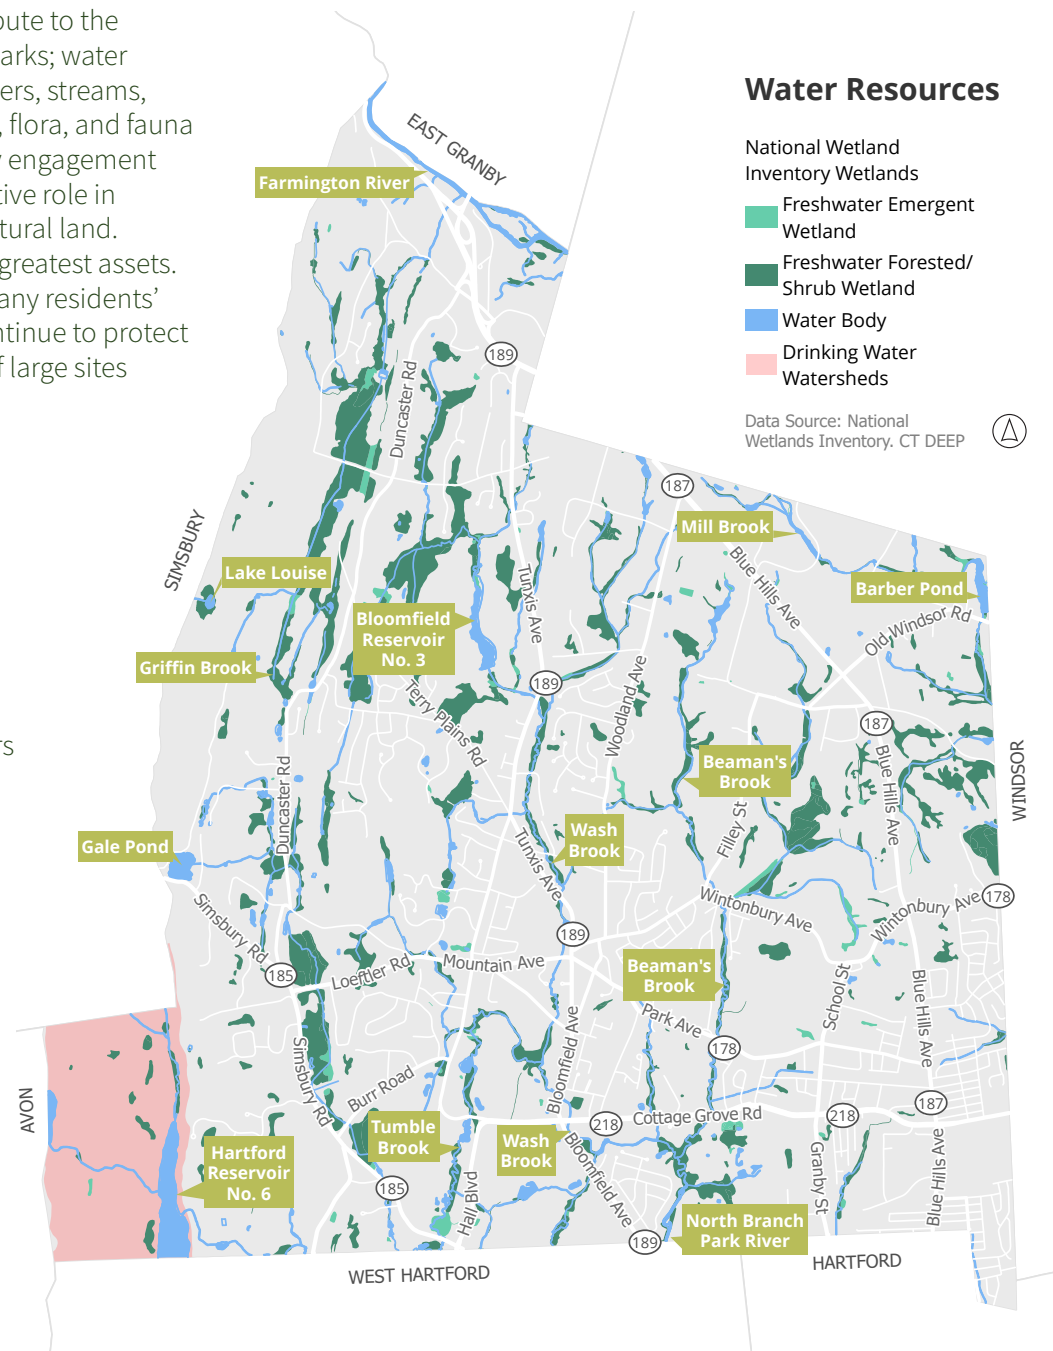 oute to the
arks; water
ers, streams,
, flora, and fauna
y engagement
tive role in
tural land.
greatest assets.
any residents’
ntinue to protect
f large sites
rs
Water Resources
National Wetland
Inventory Wetlands
Freshwater Emergent
Wetland
Freshwater Forested/
Shrub Wetland
Water Body
Drinking Water
Watersheds
Data Source: National
Wetlands Inventory. CT DEEP
EAST GRANBY
Farmington River
189
Duncaster Rd
187
SIMSBURY
Mill Brook
Lake Louise
Tunxis Ave
Blue Hills Ave
Barber Pond
Bloomfield
Reservoir
No. 3
Old Windsor Rd
Griffin Brook
189
Terry Plains Rd
Woodland Ave
187
Beaman's
Brook
Blue Hills Ave
WINDSOR
Duncaster Rd
Filley St
Wash
Brook
Gale Pond
Tunxis Ave
Simsbury Rd
Wintonbury Ave
Wintonbury Ave
178
189
185
Loeffler Rd
Mountain Ave
Beaman's
Brook
School St
Blue Hills Ave
Park Ave
178
Simsbury Rd
Bloomfield Ave
Burr Road
AVON
Tumble
Brook
218
Cottage Grove Rd
218
187
Wash
Brook
Hartford
Reservoir
No. 6
Bloomfield Ave
Granby St
Blue Hills Ave
185
Hall Blvd
North Branch
Park River
189
WEST HARTFORD
HARTFORD